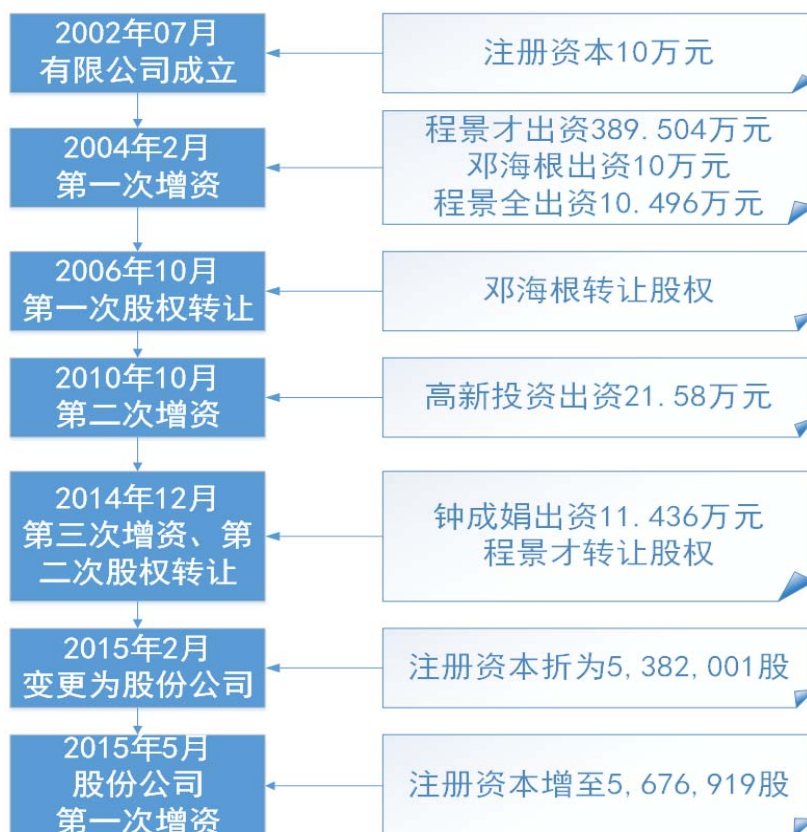 2002年07月
有限公司成立
注册资本10万元
2004年2月
第一次增资
程景才出资389.504万元
邓海根出资10万元
程景全出资10.496万元
2006年10月
第一次股权转让
邓海根转让股权
2010年10月
第二次增资
高新投资出资21.58万元
2014年12月
第三次增资、第
二次股权转让
钟成娟出资11.436万元
程景才转让股权
2015年2月
变更为股份公司
注册资本折为5,382,001股
2015年5月
股份公司
第一次增资
注册资本增至5,676,919股